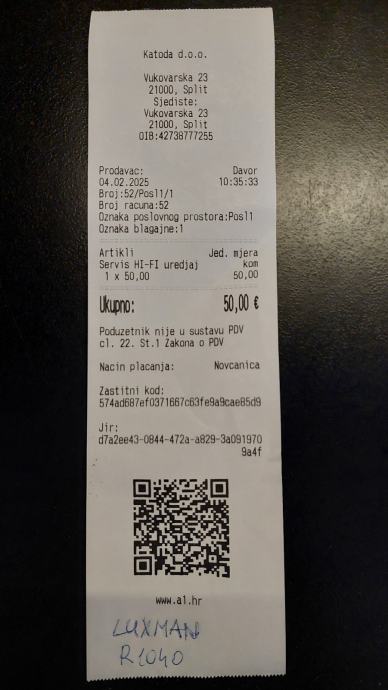 Katoda d.o.o.
Vukovarska 23
21000, Split
Sjediste:
Vukovarska 23
21000, Split
OIB:42738777255
Prodavac: Davor
04.02.2025 10:35:33
Broj:52/Posl1/1
Broj racuna:52
Oznaka poslovnog prostora:Posl1
Oznaka blagajne:1
Artikli Jed. mjera
Servis HI-FI uredjaj kom
1 x 50,00 50,00
Ukupno: 50,00 €
Poduzetnik nije u sustavu PDV
cl. 22. St.1 Zakona o PDV
Nacin placanja: Novcanica
Zastitni kod:
574ad687ef0371667c63fe9a9cae85d9
Jir:
d7a2ee43-0844-472a-a829-3a091970
9a4f
www.a1.hr
LUXMAN
R1040